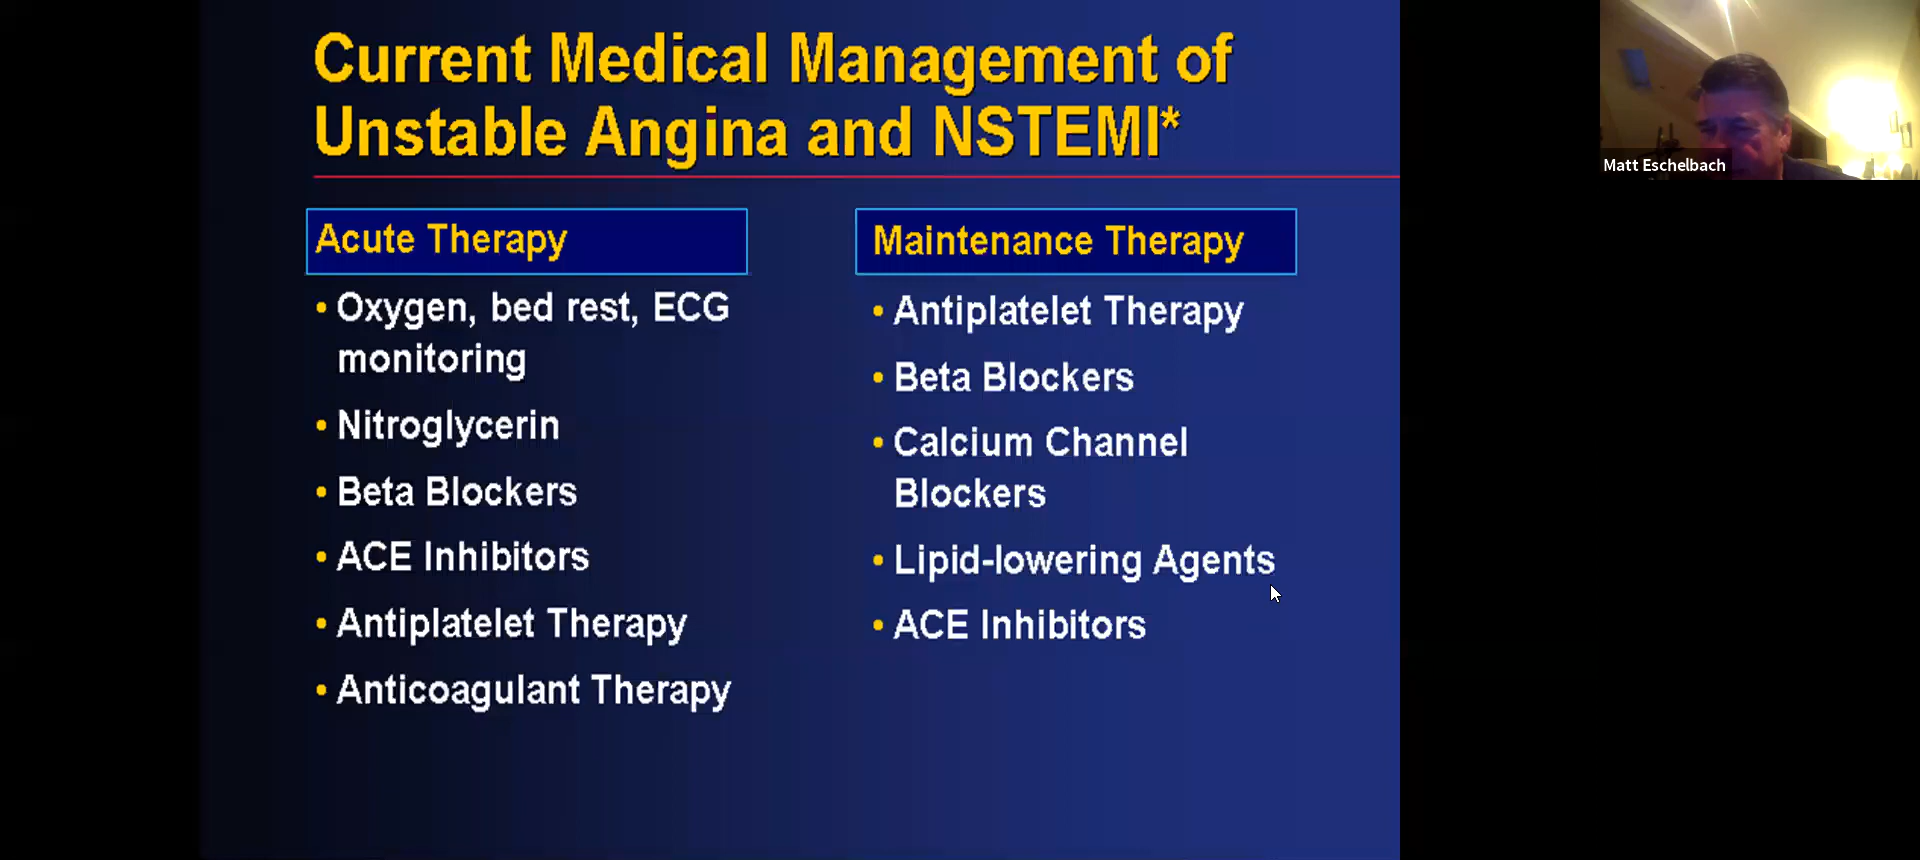 Current Medical Management of
Unstable Angina and NSTEMI*
Acute Therapy
• Oxygen, bed rest, ECG
monitoring
• Nitroglycerin
• Beta Blockers
• ACE Inhibitors
• Antiplatelet Therapy
• Anticoagulant Therapy
Maintenance Therapy
• Antiplatelet Therapy
• Beta Blockers
• Calcium Channel
Blockers
• Lipid-lowering Agents
• ACE Inhibitors
Matt Eschelbach